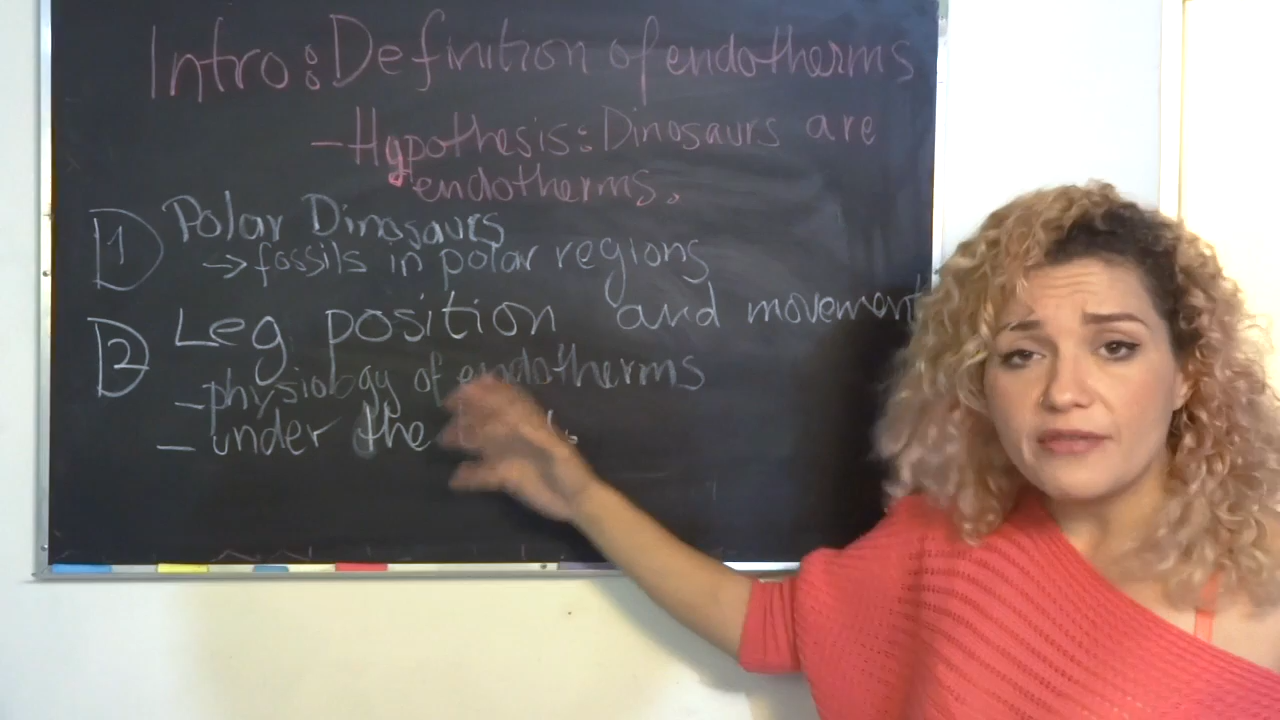 Intro: Definition of endotherms
- Hypothesis: Dinosaurs are
endotherms.
1 Polar Dinosaurs
→ fossils in polar regions
2 Leg position and movement
- physiology of endotherms
- under the